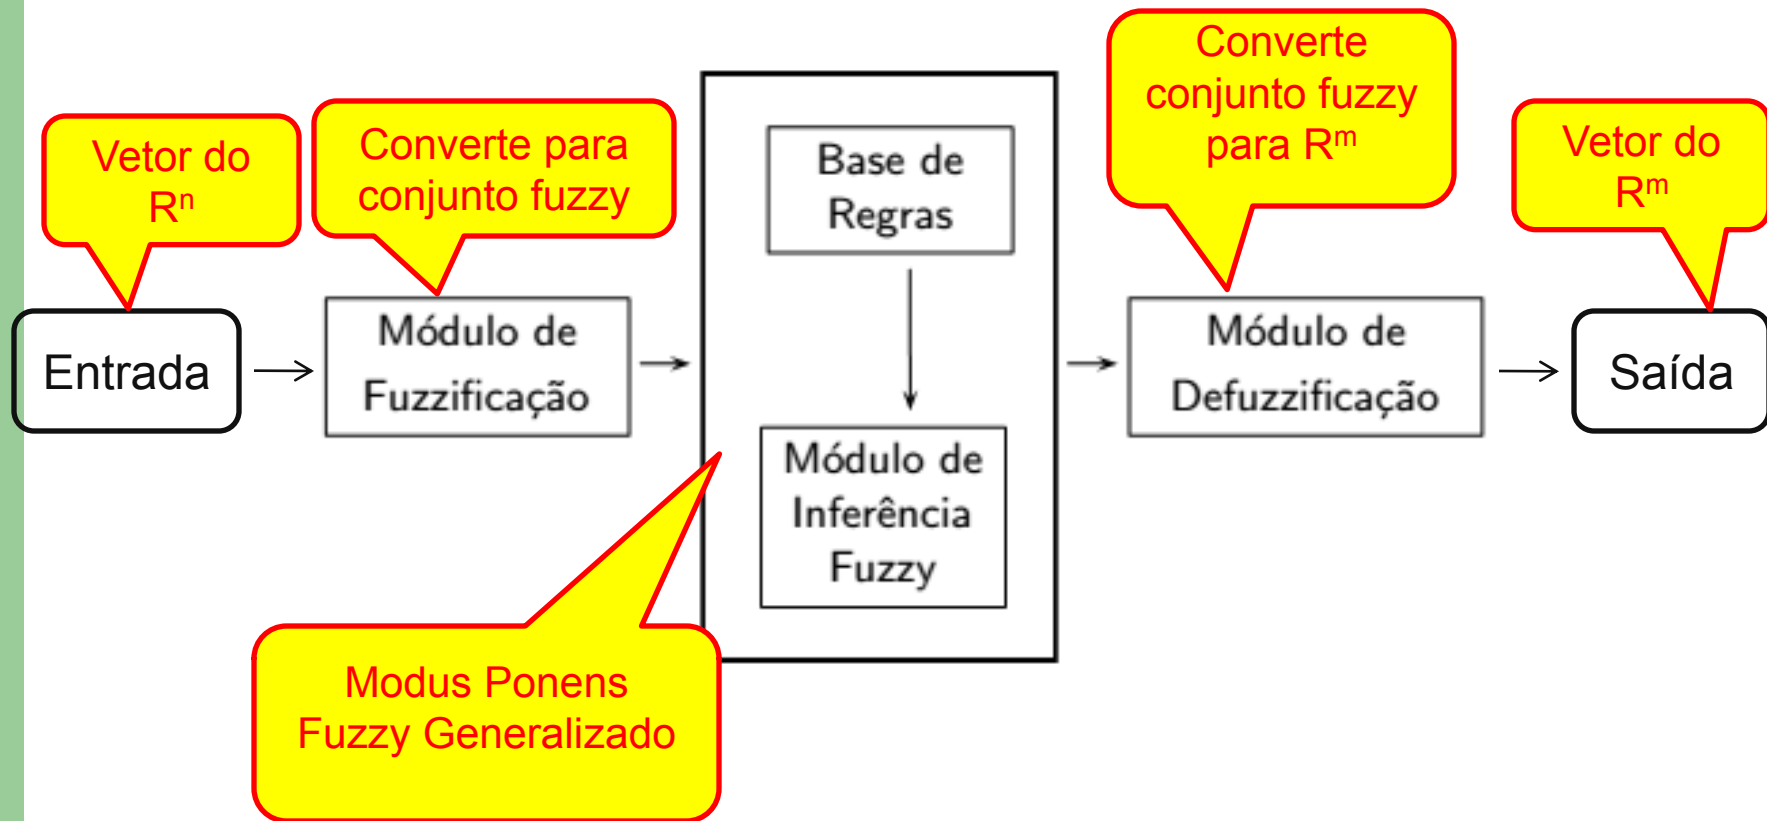 Vetor do
Rⁿ
Converte para
conjunto fuzzy
Converte
conjunto fuzzy
para Rᵐ
Vetor do
Rᵐ
Entrada
Módulo de
Fuzzificação
Base de
Regras
Módulo de
Inferência
Fuzzy
Módulo de
Defuzzificação
Saída
Modus Ponens
Fuzzy Generalizado